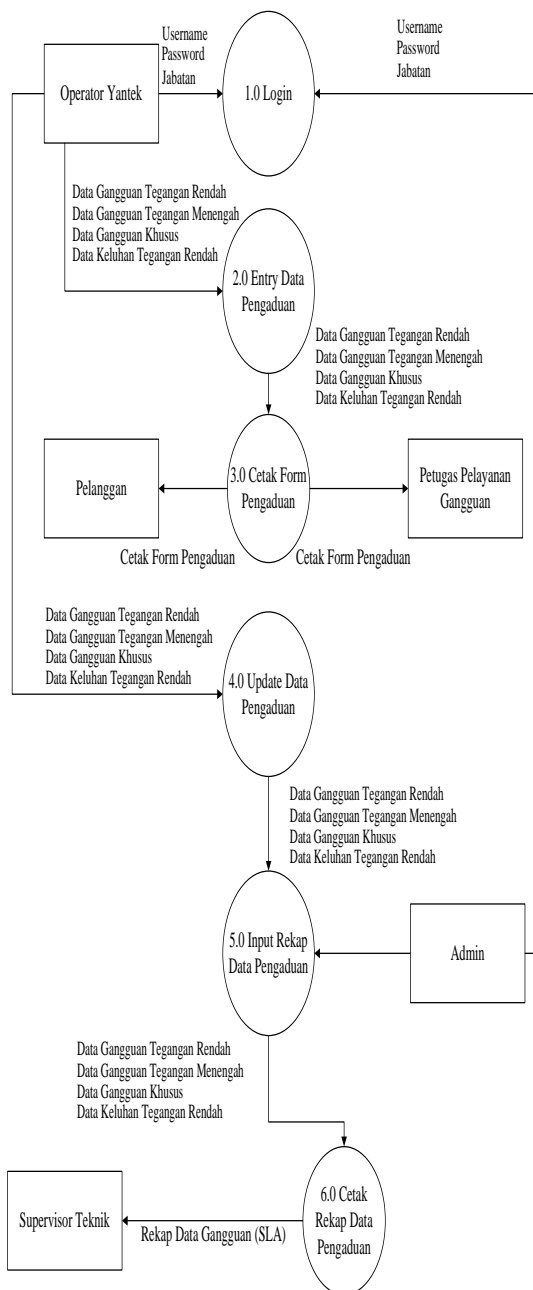 Username
Password
Jabatan
Username
Password
Jabatan
Operator Yantek
1.0 Login
Data Gangguan Tegangan Rendah
Data Gangguan Tegangan Menengah
Data Gangguan Khusus
Data Keluhan Tegangan Rendah
2.0 Entry Data
Pengaduan
Data Gangguan Tegangan Rendah
Data Gangguan Tegangan Menengah
Data Gangguan Khusus
Data Keluhan Tegangan Rendah
Pelanggan
3.0 Cetak Form
Pengaduan
Petugas Pelayanan
Gangguan
Cetak Form Pengaduan
Cetak Form Pengaduan
Data Gangguan Tegangan Rendah
Data Gangguan Tegangan Menengah
Data Gangguan Khusus
Data Keluhan Tegangan Rendah
4.0 Update Data
Pengaduan
Data Gangguan Tegangan Rendah
Data Gangguan Tegangan Menengah
Data Gangguan Khusus
Data Keluhan Tegangan Rendah
5.0 Input Rekap
Data Pengaduan
Admin
Data Gangguan Tegangan Rendah
Data Gangguan Tegangan Menengah
Data Gangguan Khusus
Data Keluhan Tegangan Rendah
Supervisor Teknik
Rekap Data Gangguan (SLA)
6.0 Cetak
Rekap Data
Pengaduan